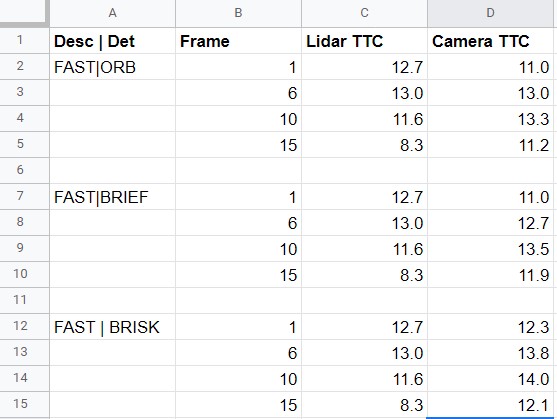 A B C D
1 Desc | Det Frame Lidar TTC Camera TTC
2 FAST|ORB 1 12.7 11.0
3 6 13.0 13.0
4 10 11.6 13.3
5 15 8.3 11.2
6
7 FAST|BRIEF 1 12.7 11.0
8 6 13.0 12.7
9 10 11.6 13.5
10 15 8.3 11.9
11
12 FAST | BRISK 1 12.7 12.3
13 6 13.0 13.8
14 10 11.6 14.0
15 15 8.3 12.1